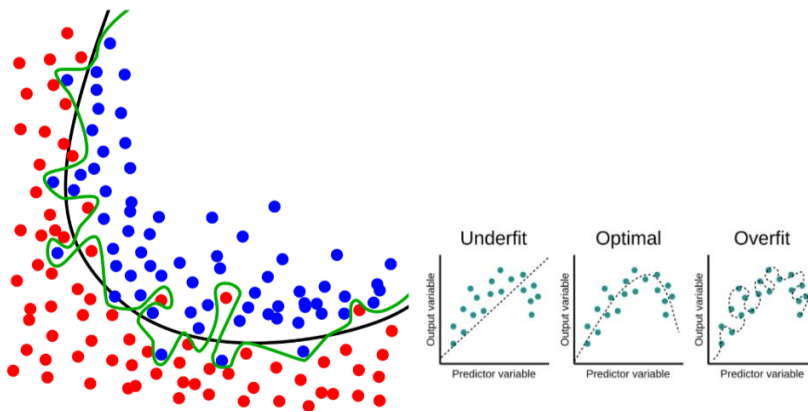 Underfit
Optimal
Overfit
Output variable
Predictor variable
Output variable
Predictor variable
Output variable
Predictor variable